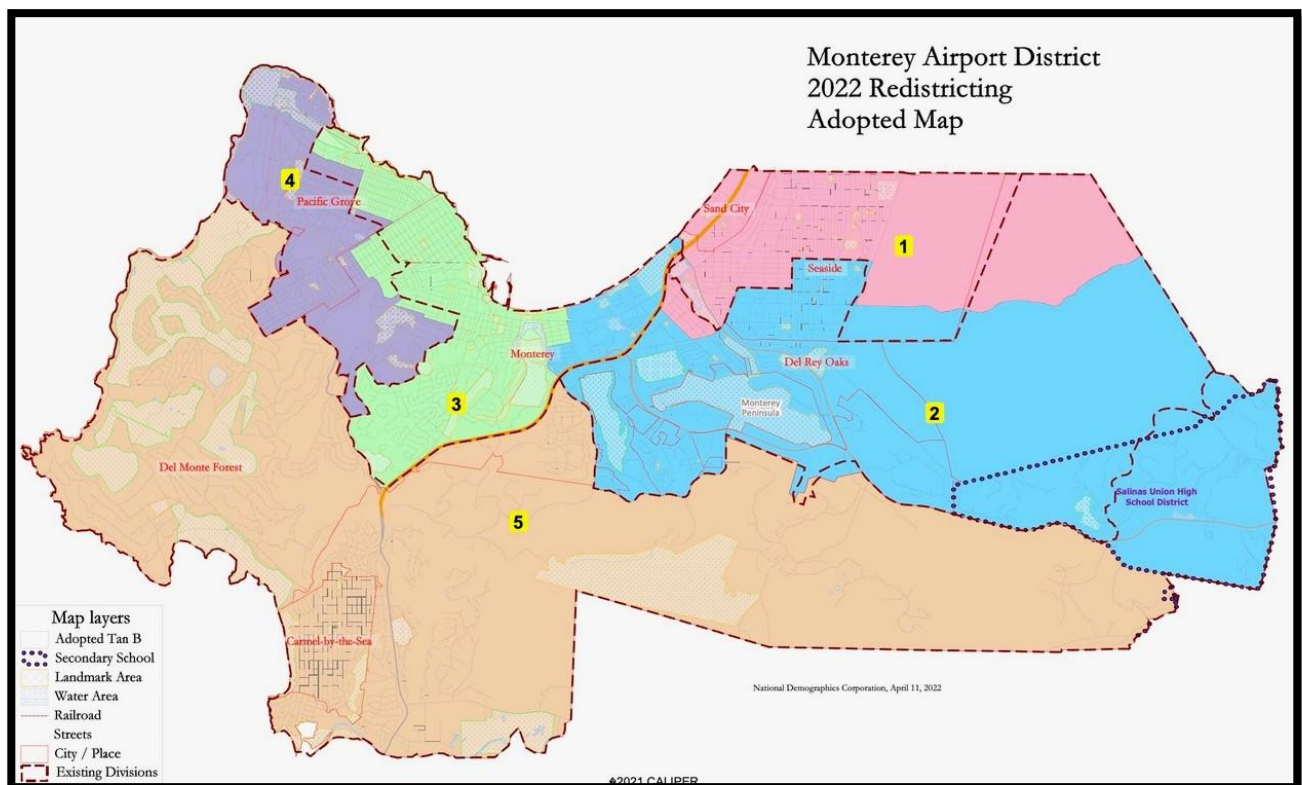 Monterey Airport District
2022 Redistricting
Adopted Map
4
Pacific Grove
Sand City
1
Seaside
Monterey
Del Rey Oaks
3
Monterey
Peninsula
2
Del Monte Forest
Salinas Union High
School District
5
Carmel-by-the-Sea
Map layers
Adopted Tan B
Secondary School
Landmark Area
Water Area
Railroad
Streets
City / Place
Existing Divisions
National Demographics Corporation, April 11, 2022
©2021 CALIPER